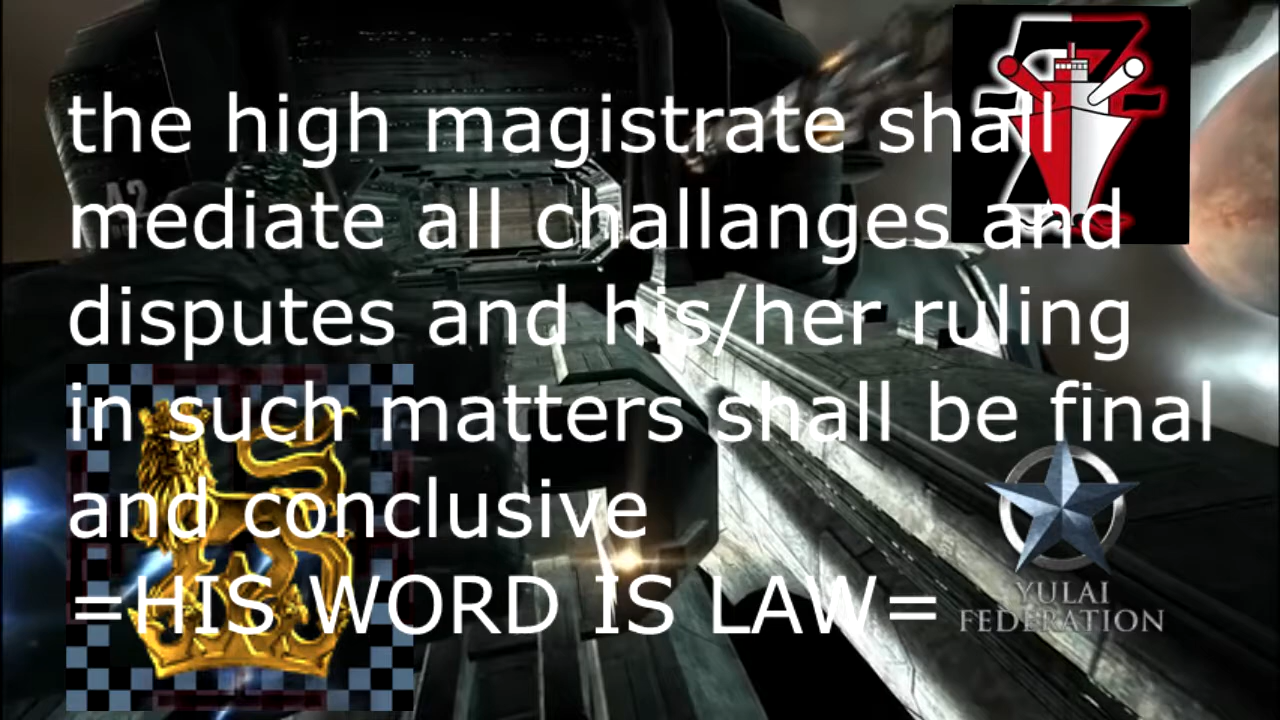 the high magistrate shall
mediate all challanges and
disputes and his/her ruling
in such matters shall be final
and conclusive
=HIS WORD IS LAW=
YULAI
FEDERATION
A2